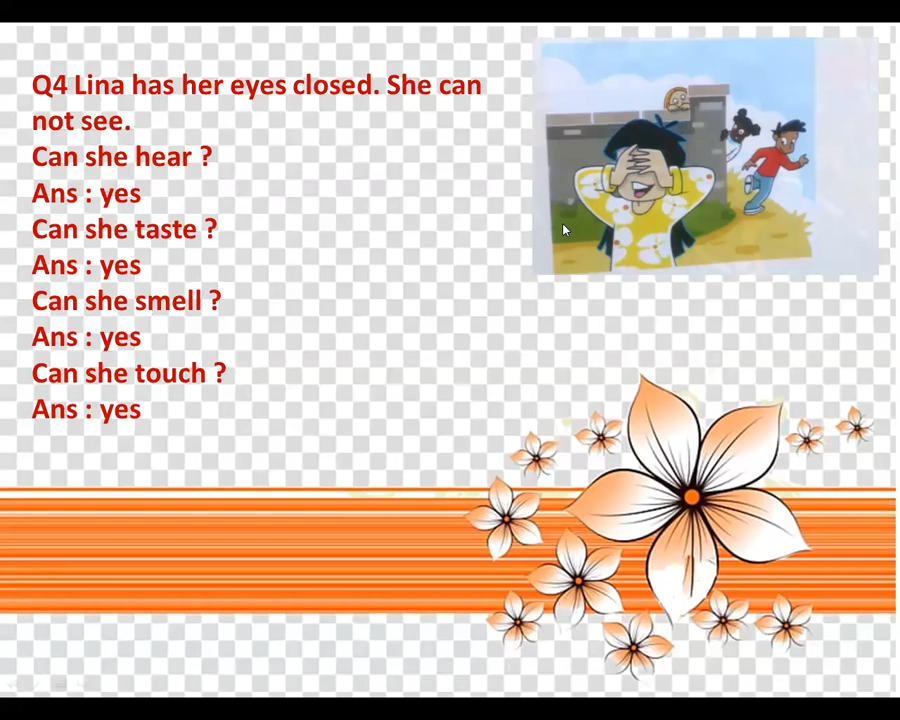 Q4 Lina has her eyes closed. She can
not see.
Can she hear ?
Ans : yes
Can she taste ?
Ans : yes
Can she smell ?
Ans : yes
Can she touch ?
Ans : yes